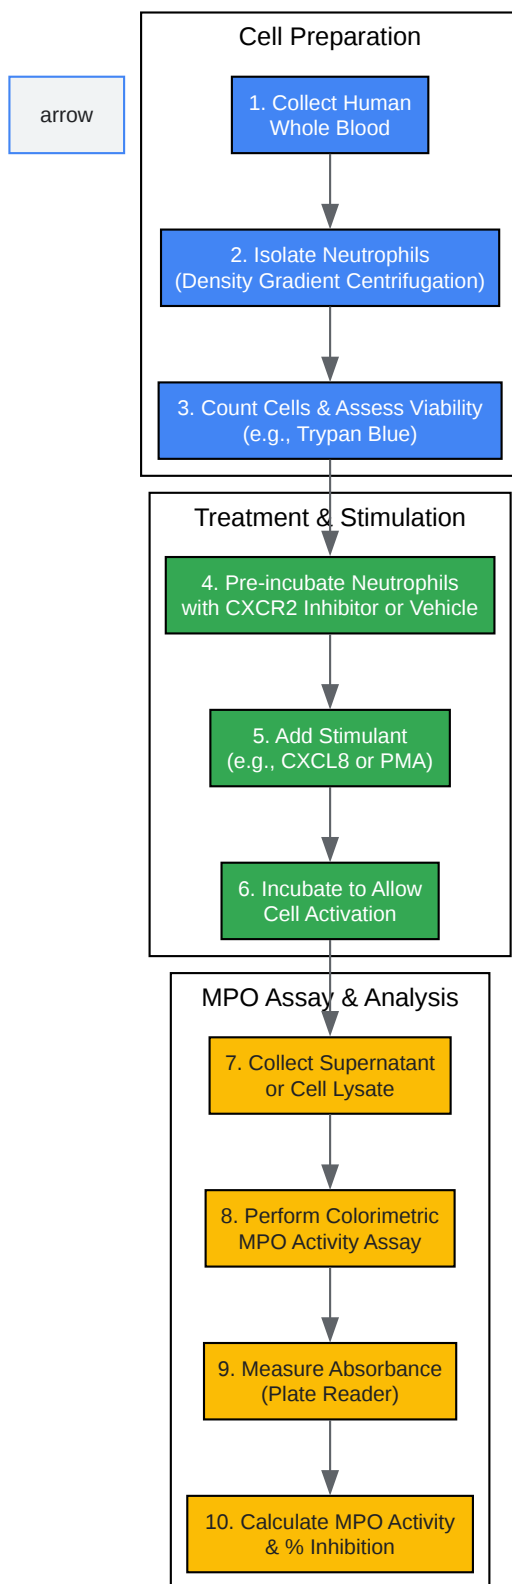 Cell Preparation
arrow
1. Collect Human
Whole Blood
2. Isolate Neutrophils
(Density Gradient Centrifugation)
3. Count Cells & Assess Viability
(e.g., Trypan Blue)
Treatment & Stimulation
4. Pre-incubate Neutrophils
with CXCR2 Inhibitor or Vehicle
5. Add Stimulant
(e.g., CXCL8 or PMA)
6. Incubate to Allow
Cell Activation
MPO Assay & Analysis
7. Collect Supernatant
or Cell Lysate
8. Perform Colorimetric
MPO Activity Assay
9. Measure Absorbance
(Plate Reader)
10. Calculate MPO Activity
& % Inhibition